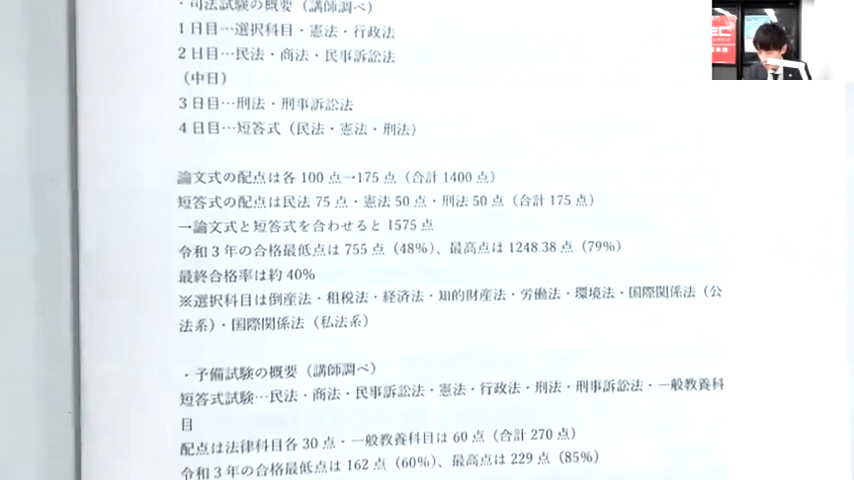 ・司法試験の概要（講師調べ）
1日目…選択科目・憲法・行政法
2日目…民法・商法・民事訴訟法
（中日）
3日目…刑法・刑事訴訟法
4日目…短答式（民法・憲法・刑法）
論文式の配点は各100点→175点（合計1400点）
短答式の配点は民法75点・憲法50点・刑法50点（合計175点）
→論文式と短答式を合わせると1575点
令和3年の合格最低点は755点（48%）、最高点は1248.38点（79%）
最終合格率は約40%
※選択科目は倒産法・租税法・経済法・知的財産法・労働法・環境法・国際関係法（公
法系）・国際関係法（私法系）
・予備試験の概要（講師調べ）
短答式試験…民法・商法・民事訴訟法・憲法・行政法・刑法・刑事訴訟法・一般教養科
目
配点は法律科目各30点・一般教養科目は60点（合計270点）
令和3年の合格最低点は162点（60%）、最高点は229点（85%）